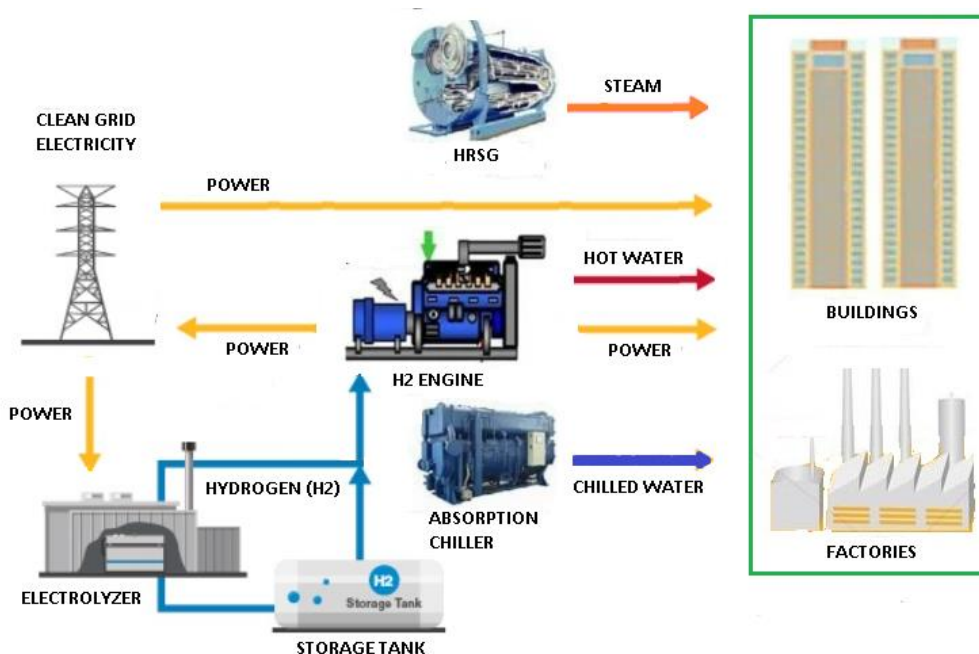 STEAM
CLEAN GRID
ELECTRICITY
HRSG
POWER
HOT WATER
BUILDINGS
POWER
POWER
H2 ENGINE
POWER
HYDROGEN (H2)
CHILLED WATER
ABSORPTION
CHILLER
FACTORIES
H2
Storage Tank
ELECTROLYZER
STORAGE TANK